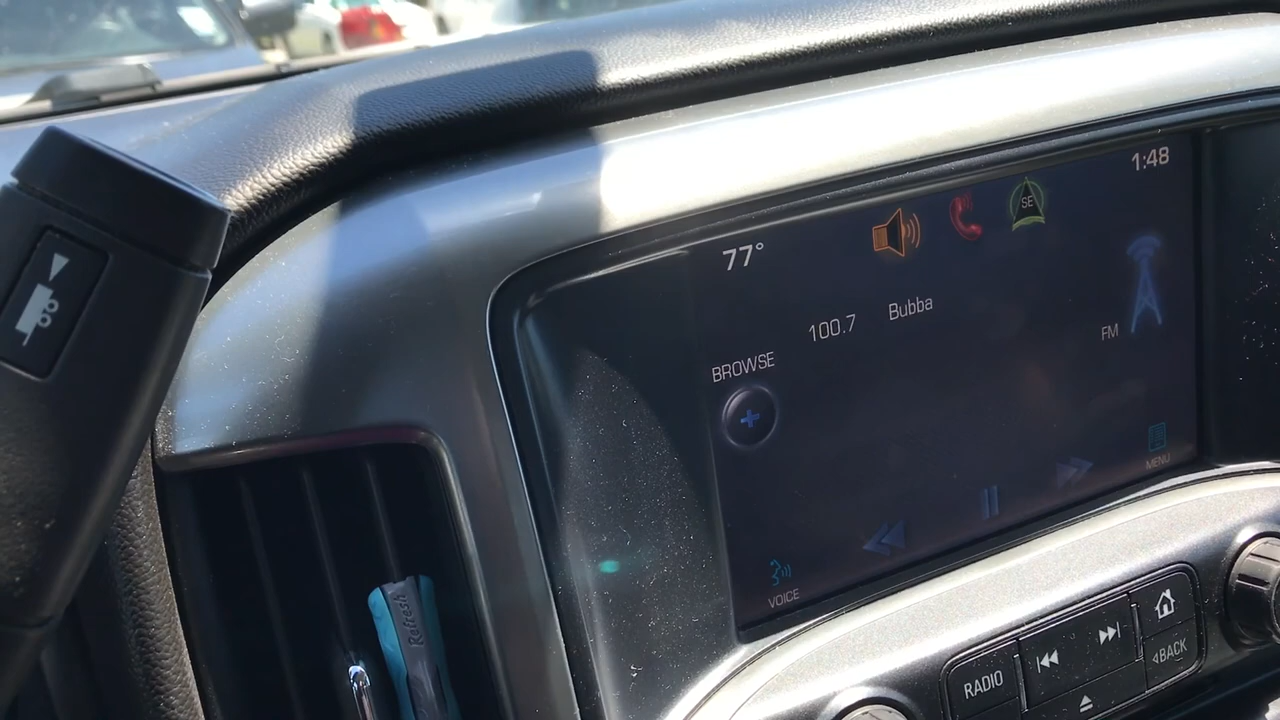 1:48
77°
SE
100.7
Bubba
FM
BROWSE
MENU
VOICE
Refresh
RADIO
BACK